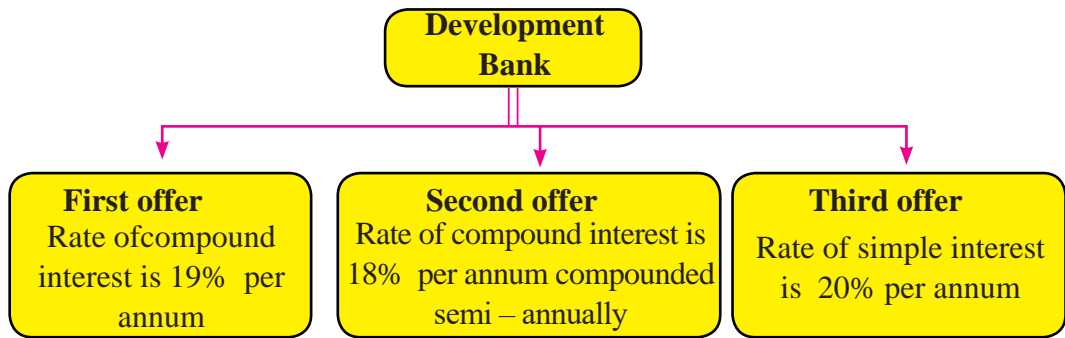 Development
Bank
First offer
Rate ofcompound
interest is 19% per
annum
Second offer
Rate of compound interest is
18% per annum compounded
semi – annually
Third offer
Rate of simple interest
is 20% per annum